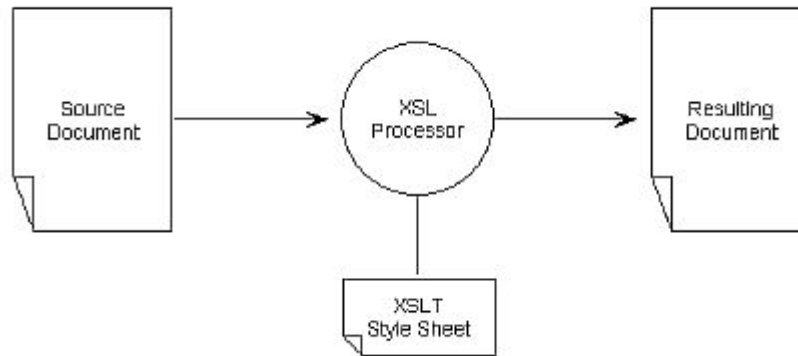 Source
Document
XSL
Processor
Resulting
Document
XSLT
Style Sheet